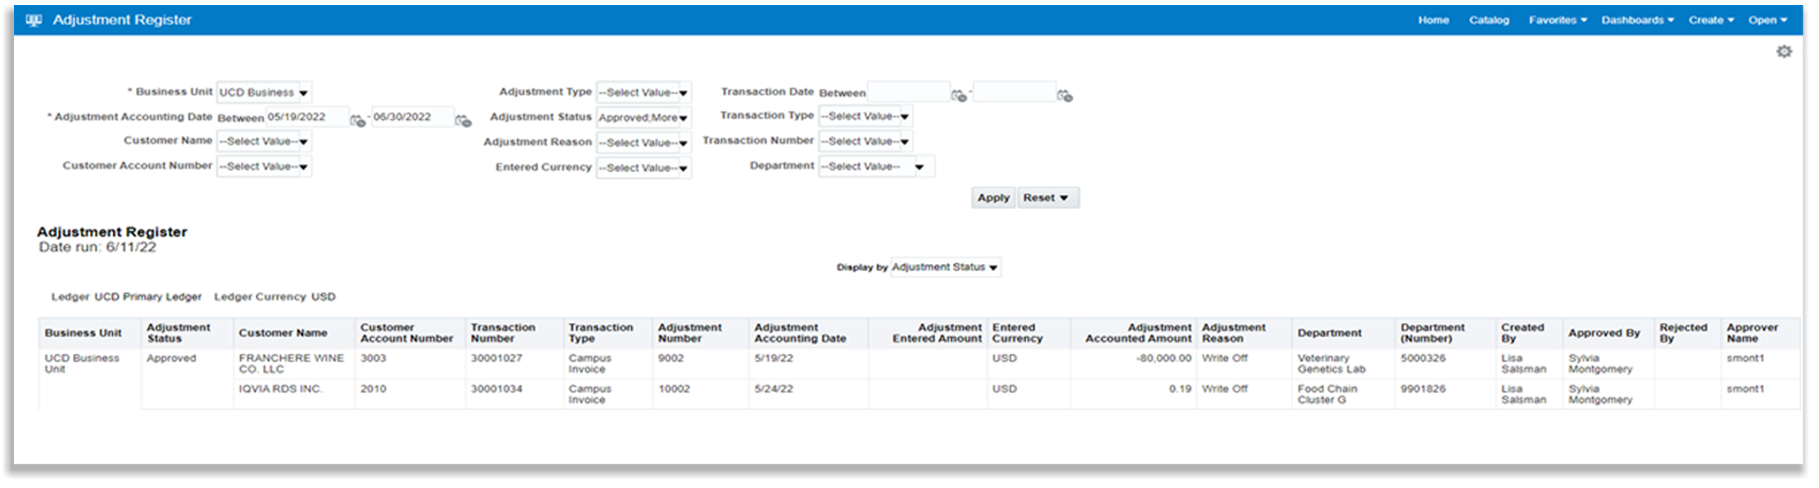 Adjustment Register Home Catalog Favorites Dashboards Create Open
* Business Unit UCD Business Adjustment Type --Select Value-- Transaction Date Between -
* Adjustment Accounting Date Between 05/19/2022 - 06/30/2022 Adjustment Status Approved;More Transaction Type --Select Value--
Customer Name --Select Value-- Adjustment Reason --Select Value-- Transaction Number --Select Value--
Customer Account Number --Select Value-- Entered Currency --Select Value-- Department --Select Value--
Apply Reset
Adjustment Register
Date run: 6/11/22
Display by Adjustment Status
Ledger UCD Primary Ledger Ledger Currency USD
Business Unit Adjustment Status Customer Name Customer Account Number Transaction Number Transaction Type Adjustment Number Adjustment Accounting Date Adjustment Entered Amount Entered Currency Adjustment Accounted Amount Adjustment Reason Department Department (Number) Created By Approved By Rejected By Approver Name
UCD Business Unit Approved FRANCHERE WINE CO. LLC 3003 30001027 Campus Invoice 9002 5/19/22 USD -80,000.00 Write Off Veterinary Genetics Lab 5000326 Lisa Salsman Sylvia Montgomery smont1
IQVIA RDS INC. 2010 30001034 Campus Invoice 10002 5/24/22 USD 0.19 Write Off Food Chain Cluster G 9901826 Lisa Salsman Sylvia Montgomery smont1